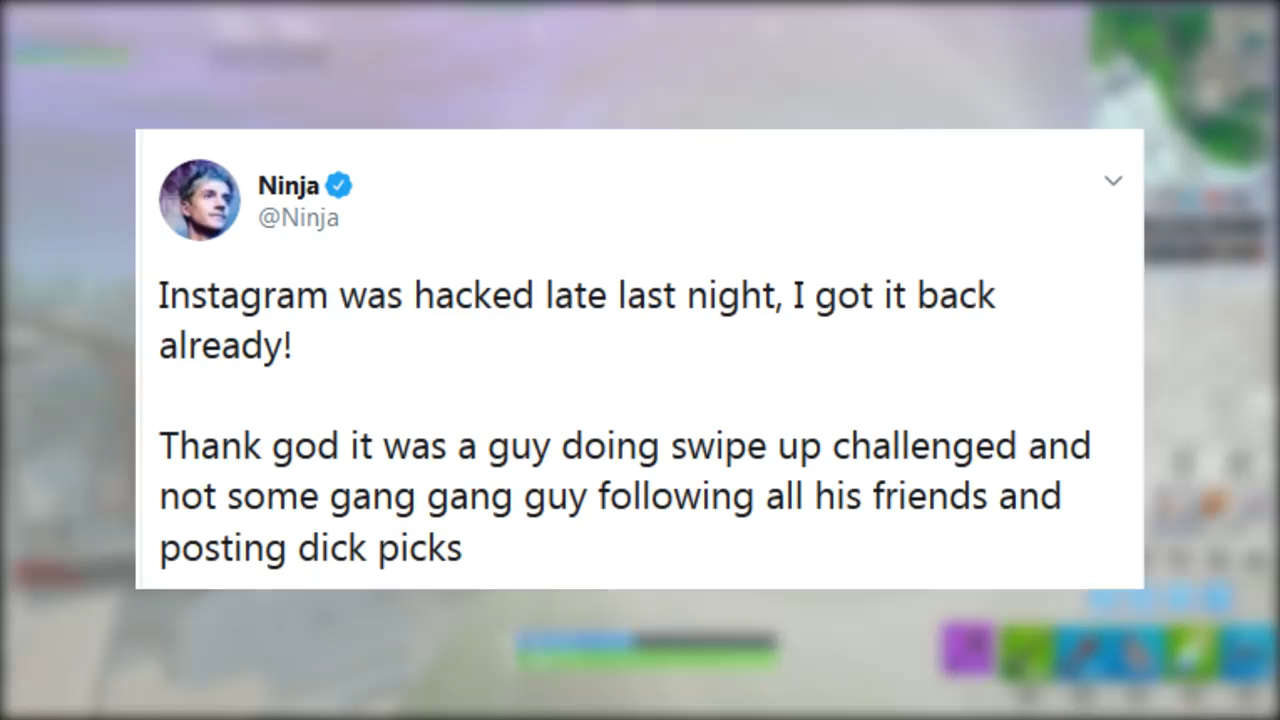 Ninja
@Ninja
Instagram was hacked late last night, I got it back
already!
Thank god it was a guy doing swipe up challenged and
not some gang gang guy following all his friends and
posting dick picks